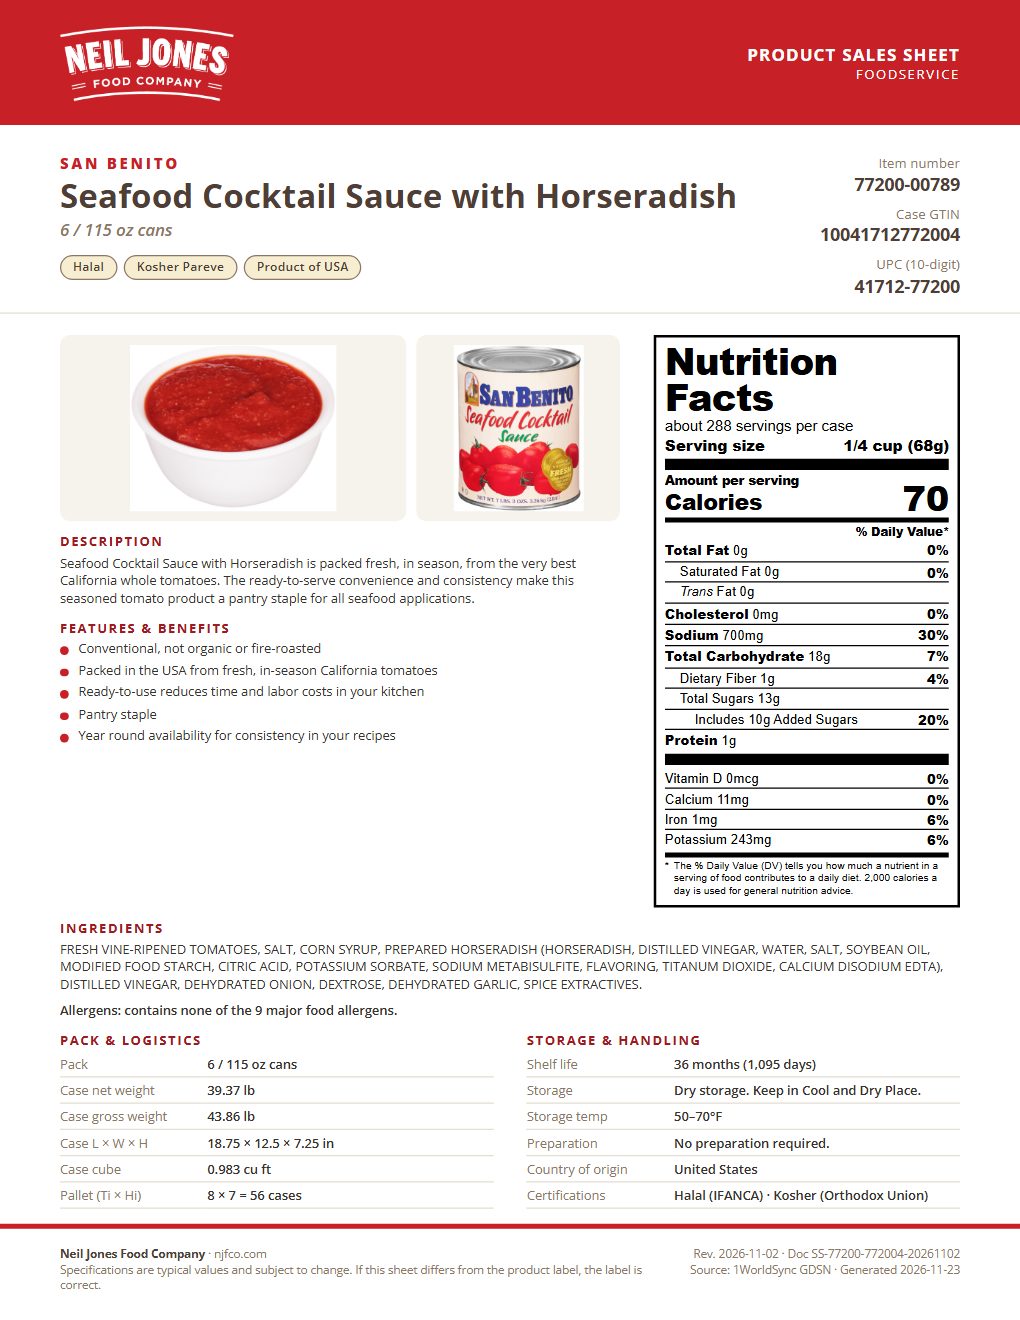 NEIL JONES
FOOD COMPANY
PRODUCT SALES SHEET
FOODSERVICE
SAN BENITO
Seafood Cocktail Sauce with Horseradish
6 / 115 oz cans
Halal
Kosher Pareve
Product of USA
Item number
77200-00789
Case GTIN
10041712772004
UPC (10-digit)
41712-77200
SAN BENITO
Seafood Cocktail
Sauce
FRESH
DESCRIPTION
Seafood Cocktail Sauce with Horseradish is packed fresh, in season, from the very best
California whole tomatoes. The ready-to-serve convenience and consistency make this
seasoned tomato product a pantry staple for all seafood applications.
FEATURES & BENEFITS
Conventional, not organic or fire-roasted
Packed in the USA from fresh, in-season California tomatoes
Ready-to-use reduces time and labor costs in your kitchen
Pantry staple
Year round availability for consistency in your recipes
Nutrition
Facts
about 288 servings per case
Serving size 1/4 cup (68g)
Amount per serving
Calories 70
% Daily Value*
Total Fat 0g 0%
Saturated Fat 0g 0%
Trans Fat 0g
Cholesterol 0mg 0%
Sodium 700mg 30%
Total Carbohydrate 18g 7%
Dietary Fiber 1g 4%
Total Sugars 13g
Includes 10g Added Sugars 20%
Protein 1g
Vitamin D 0mcg 0%
Calcium 11mg 0%
Iron 1mg 6%
Potassium 243mg 6%
* The % Daily Value (DV) tells you how much a nutrient in a
serving of food contributes to a daily diet. 2,000 calories a
day is used for general nutrition advice.
INGREDIENTS
FRESH VINE-RIPENED TOMATOES, SALT, CORN SYRUP, PREPARED HORSERADISH (HORSERADISH, DISTILLED VINEGAR, WATER, SALT, SOYBEAN OIL,
MODIFIED FOOD STARCH, CITRIC ACID, POTASSIUM SORBATE, SODIUM METABISULFITE, FLAVORING, TITANUM DIOXIDE, CALCIUM DISODIUM EDTA),
DISTILLED VINEGAR, DEHYDRATED ONION, DEXTROSE, DEHYDRATED GARLIC, SPICE EXTRACTIVES.
Allergens: contains none of the 9 major food allergens.
PACK & LOGISTICS
Pack 6 / 115 oz cans
Case net weight 39.37 lb
Case gross weight 43.86 lb
Case L × W × H 18.75 × 12.5 × 7.25 in
Case cube 0.983 cu ft
Pallet (Ti × Hi) 8 × 7 = 56 cases
STORAGE & HANDLING
Shelf life 36 months (1,095 days)
Storage Dry storage. Keep in Cool and Dry Place.
Storage temp 50–70°F
Preparation No preparation required.
Country of origin United States
Certifications Halal (IFANCA) · Kosher (Orthodox Union)
Neil Jones Food Company · njfco.com
Specifications are typical values and subject to change. If this sheet differs from the product label, the label is
correct.
Rev. 2026-11-02 · Doc SS-77200-772004-20261102
Source: 1WorldSync GDSN · Generated 2026-11-23